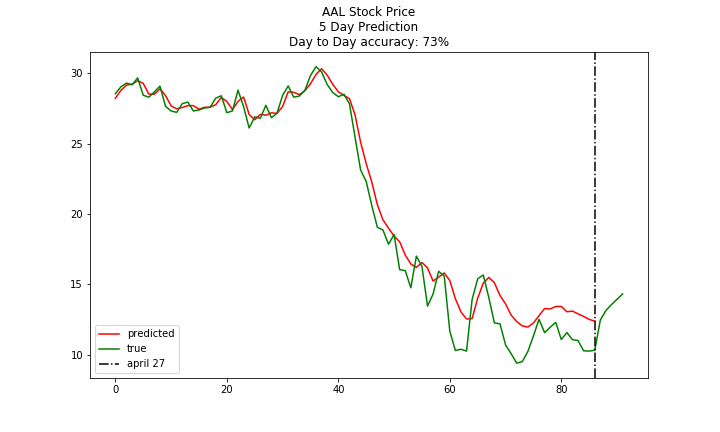 AAL Stock Price
5 Day Prediction
Day to Day accuracy: 73%
30
25
20
15
10
predicted
true
april 27
0
20
40
60
80